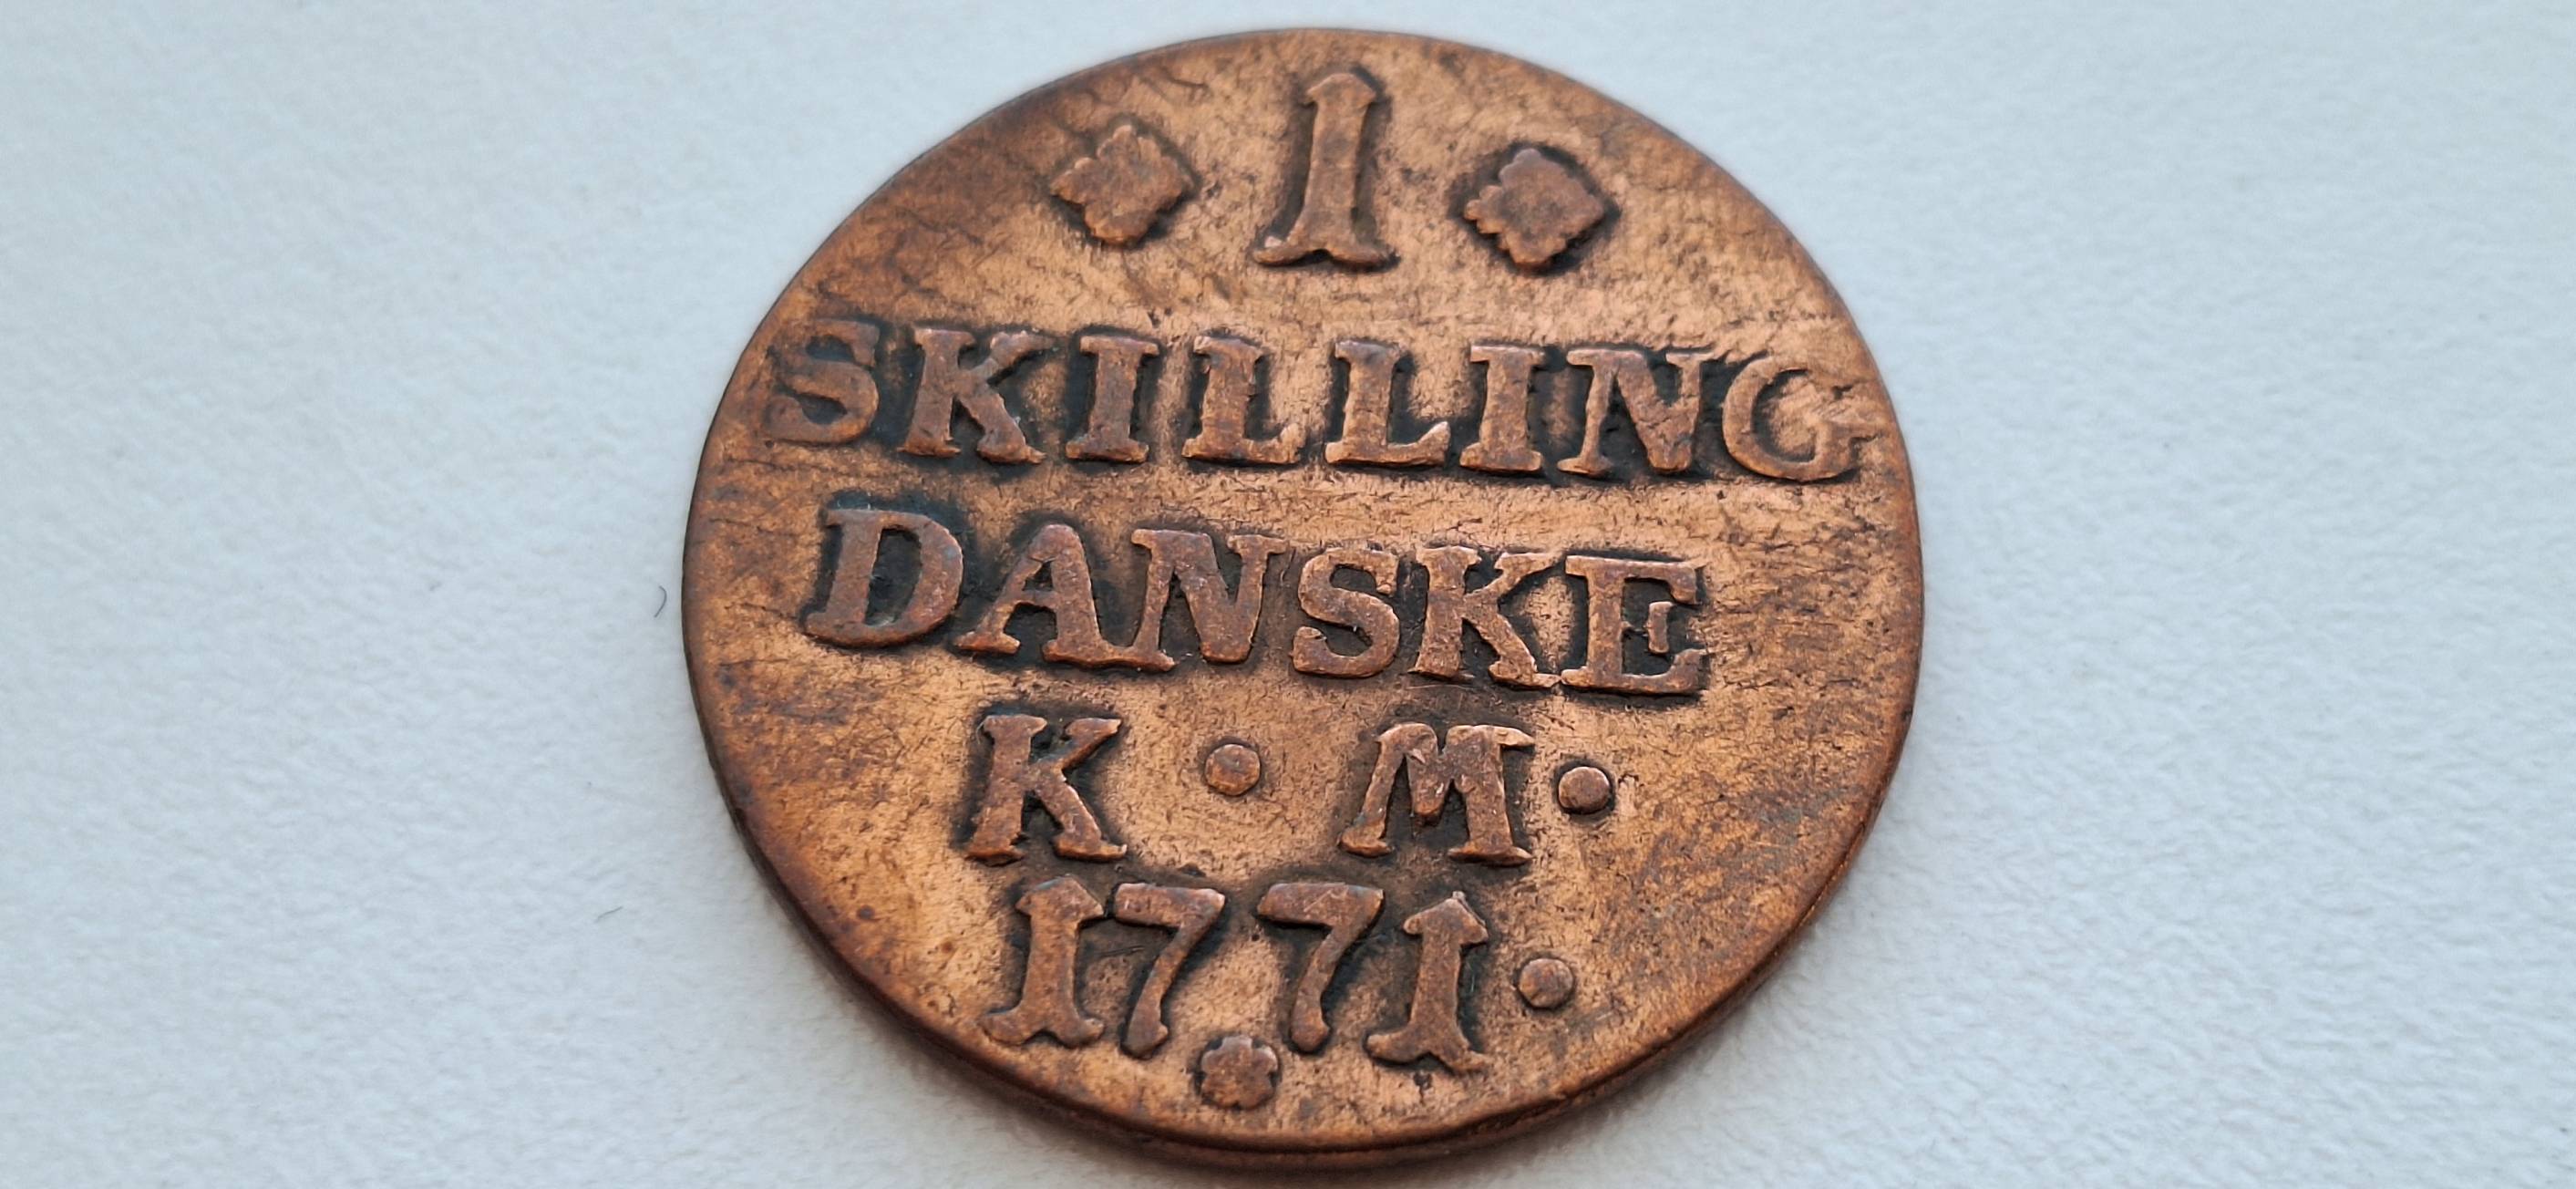 1
SKILLING
DANSKE
K · M ·
1771 ·